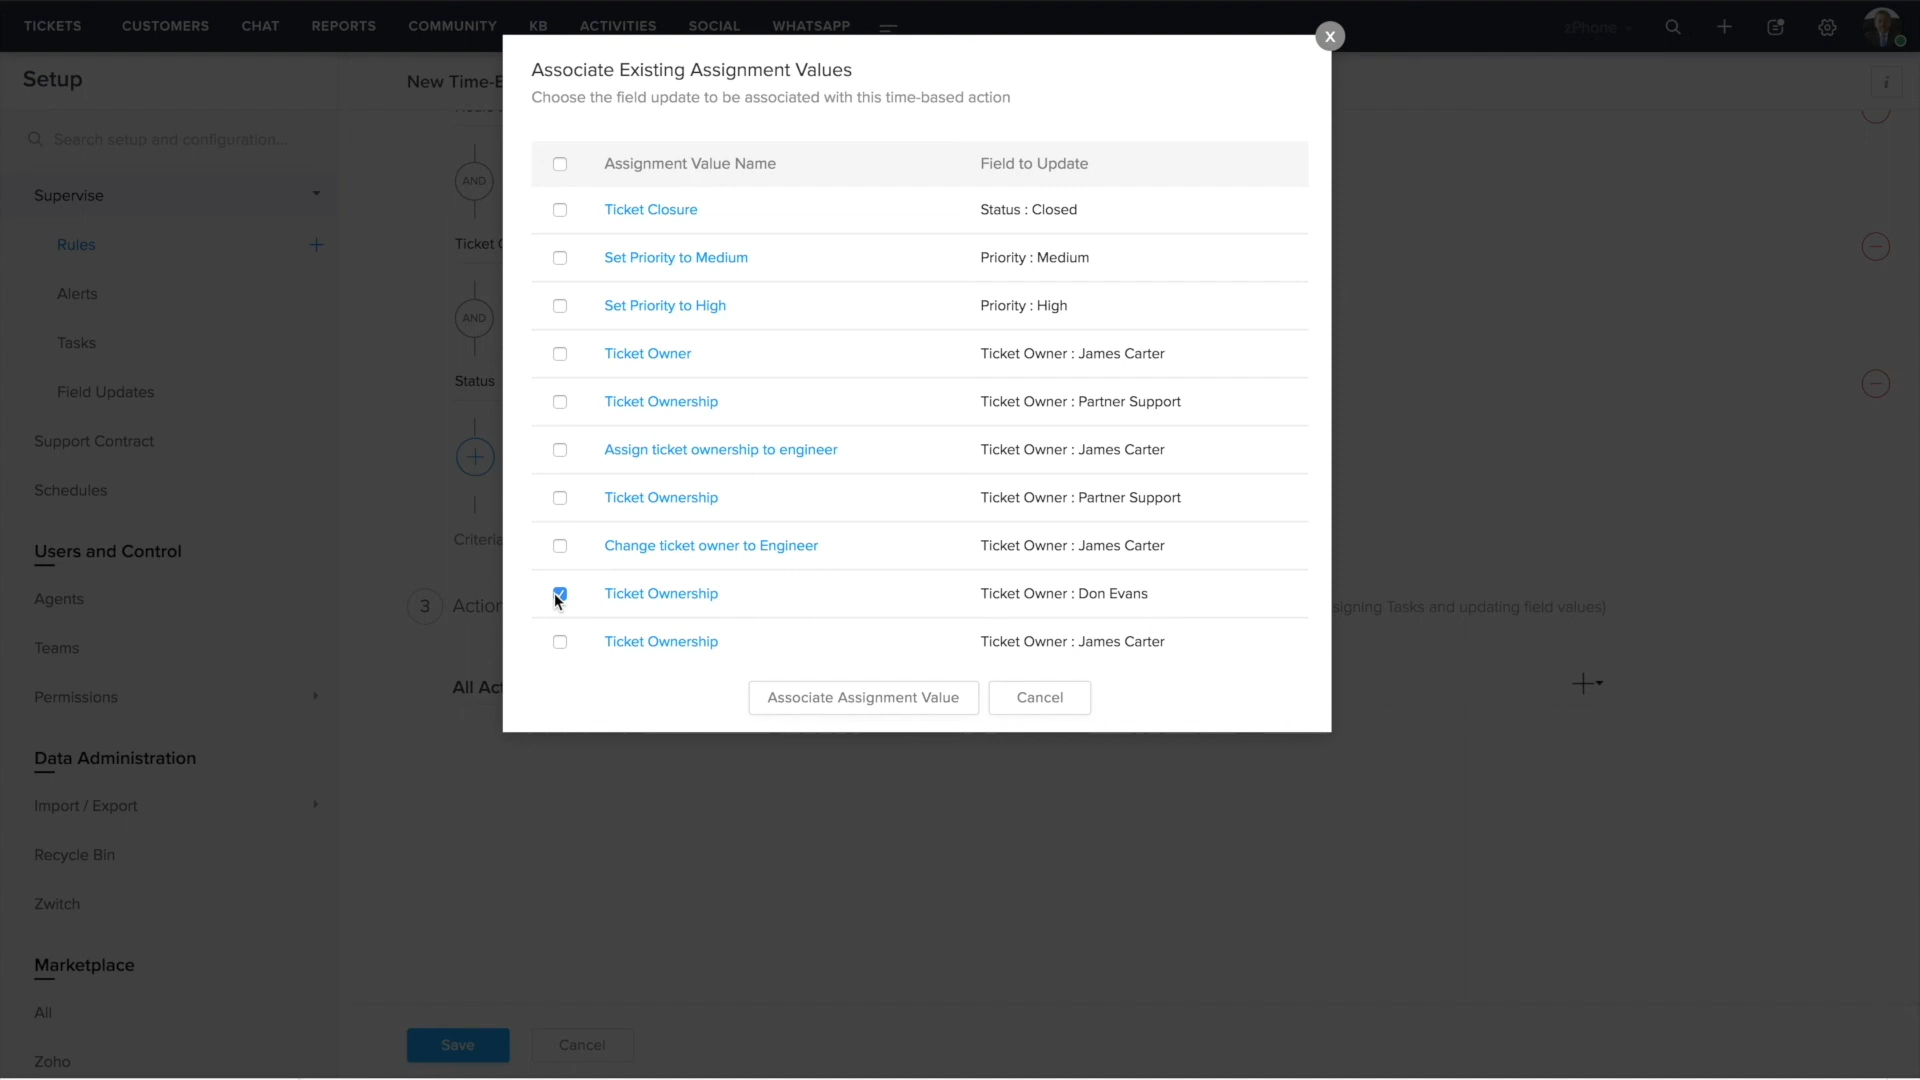 TICKETS CUSTOMERS CHAT REPORTS COMMUNITY KB ACTIVITIES SOCIAL WHATSAPP zPhone
X
Setup
New Time-B
i
Search setup and configuration...
Supervise
Rules
Alerts
Tasks
Field Updates
Support Contract
Schedules
Users and Control
Agents
Teams
Permissions
Data Administration
Import / Export
Recycle Bin
Zwitch
Marketplace
All
Zoho
AND
Ticket O
AND
Status
Criteria
3 Action
signing Tasks and updating field values)
All Act
Save Cancel
Associate Existing Assignment Values
Choose the field update to be associated with this time-based action
Assignment Value Name Field to Update
Ticket Closure Status : Closed
Set Priority to Medium Priority : Medium
Set Priority to High Priority : High
Ticket Owner Ticket Owner : James Carter
Ticket Ownership Ticket Owner : Partner Support
Assign ticket ownership to engineer Ticket Owner : James Carter
Ticket Ownership Ticket Owner : Partner Support
Change ticket owner to Engineer Ticket Owner : James Carter
Ticket Ownership Ticket Owner : Don Evans
Ticket Ownership Ticket Owner : James Carter
Associate Assignment Value Cancel